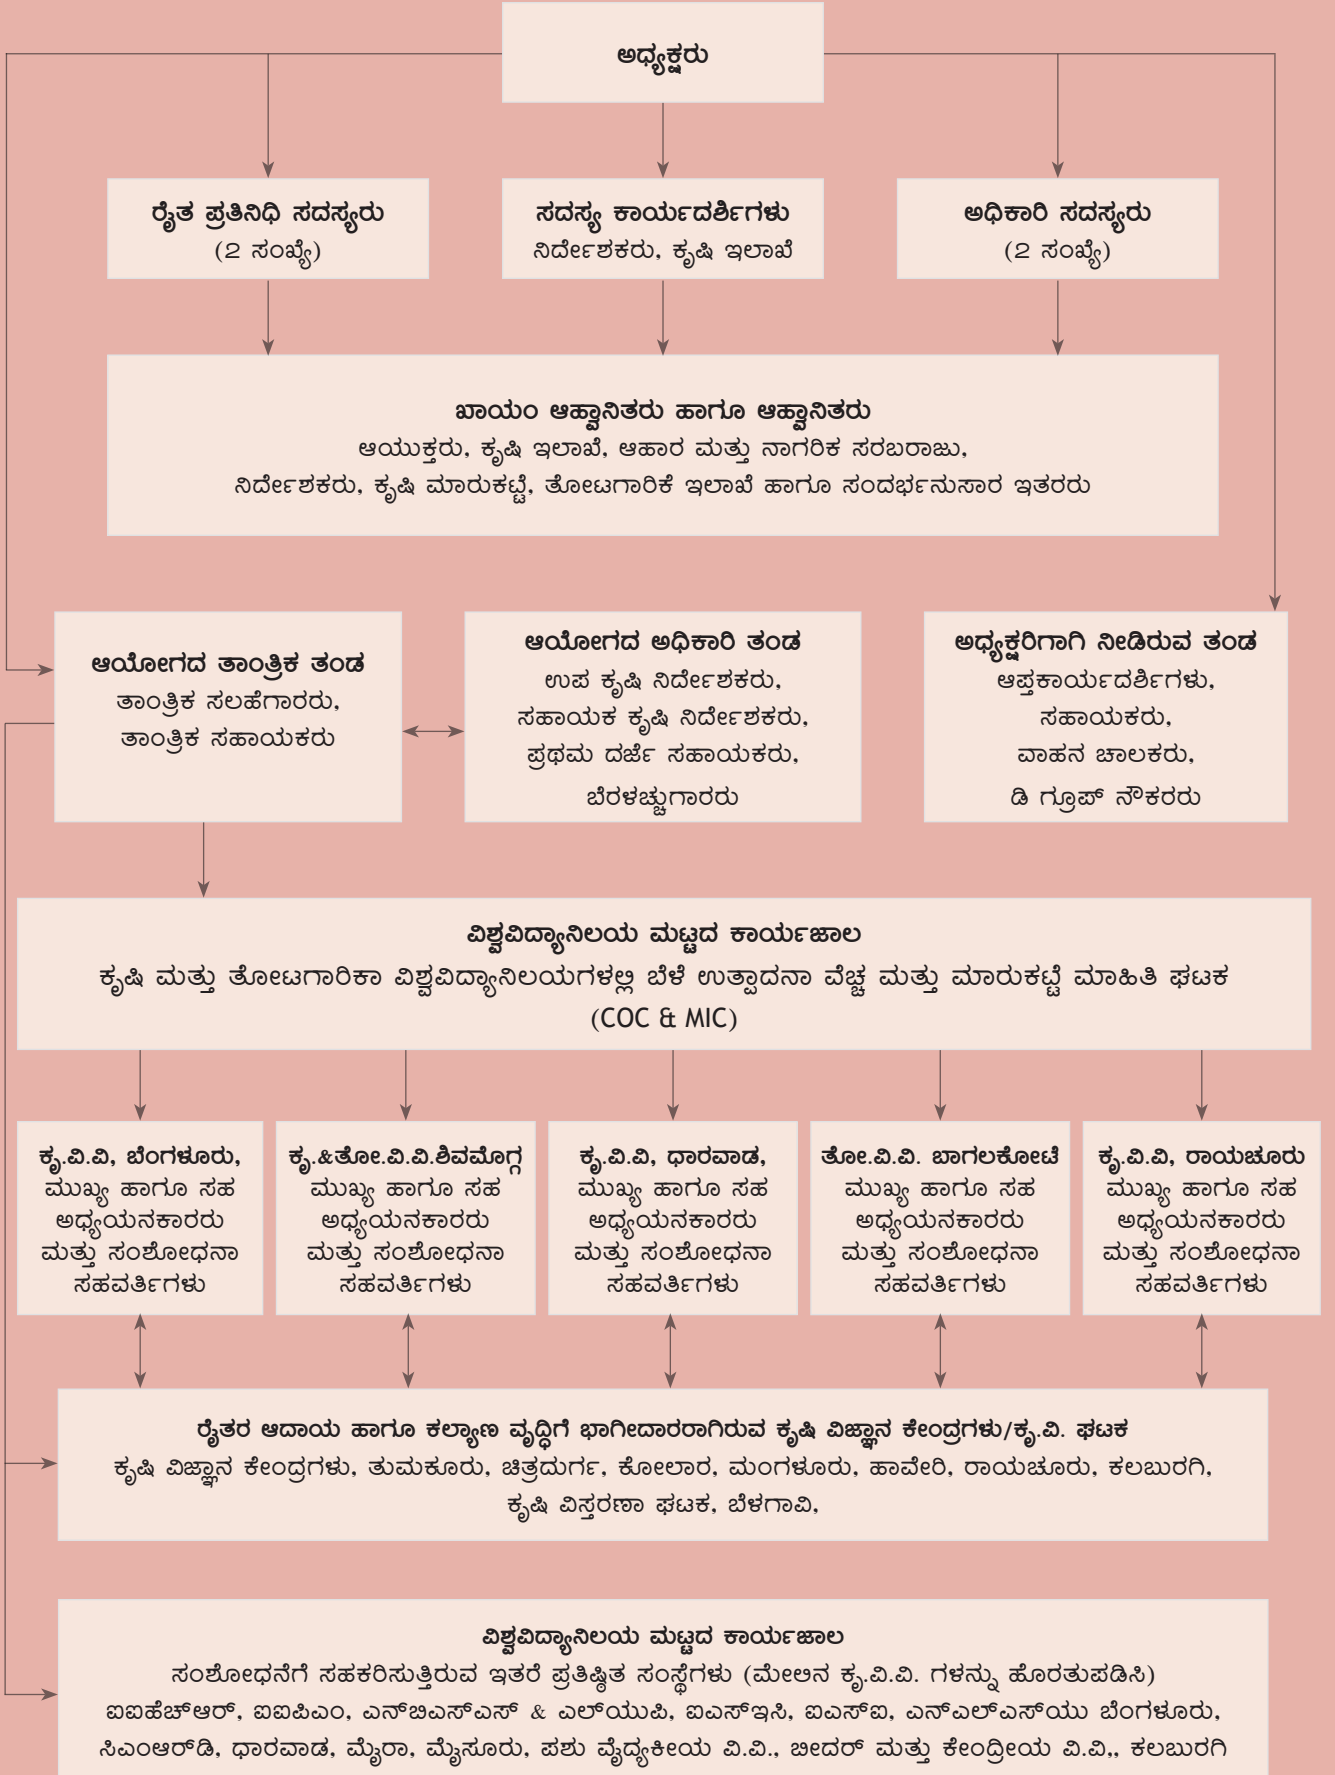 ಅಧ್ಯಕ್ಷರು
ರೈತ ಪ್ರತಿನಿಧಿ ಸದಸ್ಯರು
(2 ಸಂಖ್ಯೆ)
ಸದಸ್ಯ ಕಾರ್ಯದರ್ಶಿಗಳು
ನಿರ್ದೇಶಕರು, ಕೃಷಿ ಇಲಾಖೆ
ಅಧಿಕಾರಿ ಸದಸ್ಯರು
(2 ಸಂಖ್ಯೆ)
ಖಾಯಂ ಆಹ್ವಾನಿತರು ಹಾಗೂ ಆಹ್ವಾನಿತರು
ಆಯುಕ್ತರು, ಕೃಷಿ ಇಲಾಖೆ, ಆಹಾರ ಮತ್ತು ನಾಗರಿಕ ಸರಬರಾಜು,
ನಿರ್ದೇಶಕರು, ಕೃಷಿ ಮಾರುಕಟ್ಟೆ, ತೋಟಗಾರಿಕೆ ಇಲಾಖೆ ಹಾಗೂ ಸಂದರ್ಭನುಸಾರ ಇತರರು
ಆಯೋಗದ ತಾಂತ್ರಿಕ ತಂಡ
ತಾಂತ್ರಿಕ ಸಲಹೆಗಾರರು,
ತಾಂತ್ರಿಕ ಸಹಾಯಕರು
ಆಯೋಗದ ಅಧಿಕಾರಿ ತಂಡ
ಉಪ ಕೃಷಿ ನಿರ್ದೇಶಕರು,
ಸಹಾಯಕ ಕೃಷಿ ನಿರ್ದೇಶಕರು,
ಪ್ರಥಮ ದರ್ಜೆ ಸಹಾಯಕರು,
ಬೆರಳಚ್ಚುಗಾರರು
ಅಧ್ಯಕ್ಷರಿಗಾಗಿ ನೀಡಿರುವ ತಂಡ
ಆಪ್ತಕಾರ್ಯದರ್ಶಿಗಳು,
ಸಹಾಯಕರು,
ವಾಹನ ಚಾಲಕರು,
ಡಿ ಗ್ರೂಪ್ ನೌಕರರು
ವಿಶ್ವವಿದ್ಯಾನಿಲಯ ಮಟ್ಟದ ಕಾರ್ಯಜಾಲ
ಕೃಷಿ ಮತ್ತು ತೋಟಗಾರಿಕಾ ವಿಶ್ವವಿದ್ಯಾನಿಲಯಗಳಲ್ಲಿ ಬೆಳೆ ಉತ್ಪಾದನಾ ವೆಚ್ಚ ಮತ್ತು ಮಾರುಕಟ್ಟೆ ಮಾಹಿತಿ ಘಟಕ
(COC & MIC)
ಕೃ.ವಿ.ವಿ, ಬೆಂಗಳೂರು,
ಮುಖ್ಯ ಹಾಗೂ ಸಹ
ಅಧ್ಯಯನಕಾರರು
ಮತ್ತು ಸಂಶೋಧನಾ
ಸಹವರ್ತಿಗಳು
ಕೃ.&ತೋ.ವಿ.ವಿ.ಶಿವಮೊಗ್ಗ
ಮುಖ್ಯ ಹಾಗೂ ಸಹ
ಅಧ್ಯಯನಕಾರರು
ಮತ್ತು ಸಂಶೋಧನಾ
ಸಹವರ್ತಿಗಳು
ಕೃ.ವಿ.ವಿ, ಧಾರವಾಡ,
ಮುಖ್ಯ ಹಾಗೂ ಸಹ
ಅಧ್ಯಯನಕಾರರು
ಮತ್ತು ಸಂಶೋಧನಾ
ಸಹವರ್ತಿಗಳು
ತೋ.ವಿ.ವಿ. ಬಾಗಲಕೋಟೆ
ಮುಖ್ಯ ಹಾಗೂ ಸಹ
ಅಧ್ಯಯನಕಾರರು
ಮತ್ತು ಸಂಶೋಧನಾ
ಸಹವರ್ತಿಗಳು
ಕೃ.ವಿ.ವಿ, ರಾಯಚೂರು
ಮುಖ್ಯ ಹಾಗೂ ಸಹ
ಅಧ್ಯಯನಕಾರರು
ಮತ್ತು ಸಂಶೋಧನಾ
ಸಹವರ್ತಿಗಳು
ರೈತರ ಆದಾಯ ಹಾಗೂ ಕಲ್ಯಾಣ ವೃದ್ಧಿಗೆ ಭಾಗೀದಾರರಾಗಿರುವ ಕೃಷಿ ವಿಜ್ಞಾನ ಕೇಂದ್ರಗಳು/ಕೃ.ವಿ. ಘಟಕ
ಕೃಷಿ ವಿಜ್ಞಾನ ಕೇಂದ್ರಗಳು, ತುಮಕೂರು, ಚಿತ್ರದುರ್ಗ, ಕೋಲಾರ, ಮಂಗಳೂರು, ಹಾವೇರಿ, ರಾಯಚೂರು, ಕಲಬುರಗಿ,
ಕೃಷಿ ವಿಸ್ತರಣಾ ಘಟಕ, ಬೆಳಗಾವಿ,
ವಿಶ್ವವಿದ್ಯಾನಿಲಯ ಮಟ್ಟದ ಕಾರ್ಯಜಾಲ
ಸಂಶೋಧನೆಗೆ ಸಹಕರಿಸುತ್ತಿರುವ ಇತರೆ ಪ್ರತಿಷ್ಠಿತ ಸಂಸ್ಥೆಗಳು (ಮೇಲಿನ ಕೃ.ವಿ.ವಿ. ಗಳನ್ನು ಹೊರತುಪಡಿಸಿ)
ಐಐಹೆಚ್‌ಆರ್, ಐಐಪಿಎಂ, ಎನ್‌ಬಿಎಸ್‌ಎಸ್ & ಎಲ್‌ಯುಪಿ, ಐಎಸ್‌ಇಸಿ, ಐಎಸ್‌ಐ, ಎನ್‌ಎಲ್‌ಎಸ್‌ಯು ಬೆಂಗಳೂರು,
ಸಿಎಂಆರ್‌ಡಿ, ಧಾರವಾಡ, ಮೈರಾ, ಮೈಸೂರು, ಪಶು ವೈದ್ಯಕೀಯ ವಿ.ವಿ., ಬೀದರ್ ಮತ್ತು ಕೇಂದ್ರೀಯ ವಿ.ವಿ,, ಕಲಬುರಗಿ